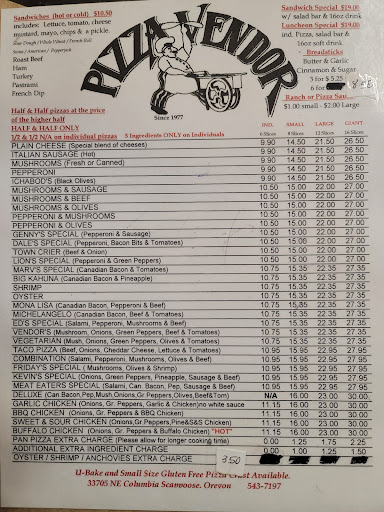 Sandwiches (hot or cold) $10.50
includes: Lettuce, tomato, cheese
mustard, mayo, chips & a pickle.
Sour Dough / Whole Wheat / French Roll
Swiss / American / Pepperjack
Roast Beef
Ham
Turkey
Pastrami
French Dip
PIZZA VENDOR
Since 1977
Sandwich Special $19.00
w/ salad bar & 16oz drink
Luncheon Special $19.00
ind. Pizza, salad bar &
16oz soft drink
Breadsticks
Butter & Garlic
Cinnamon & Sugar
3 for $ 5.25
Ranch or Pizza
$1.00 small - $2.00 Large
Half & Half pizzas at the price
of the higher half
HALF & HALF ONLY
1/2 & 1/2 N/A on individual pizzas 5 Ingredients ONLY on Individuals
IND. SMALL LARGE GIANT
6 Slices 8 Slices 12 Slices 16 Slices
PLAIN CHEESE (Special blend of cheeses) 9.90 14.50 21.50 26.50
ITALIAN SAUSAGE (Hot) 9.90 14.50 21.50 26.50
MUSHROOMS (Fresh or Canned) 9.90 14.50 21.50 26.50
PEPPERONI 9.90 14.50 21.50 26.50
ICHABOD'S (Black Olives) 9.90 14.50 21.50 26.50
MUSHROOMS & SAUSAGE 10.50 15.00 22.00 27.00
MUSHROOMS & BEEF 10.50 15.00 22.00 27.00
MUSHROOMS & OLIVES 10.50 15.00 22.00 27.00
PEPPERONI & MUSHROOMS 10.50 15.00 22.00 27.00
PEPPERONI & OLIVES 10.50 15.00 22.00 27.00
GENNY'S SPECIAL (Pepperoni & Sausage) 10.50 15.00 22.00 27.00
DALE'S SPECIAL (Pepperoni, Bacon Bits & Tomatoes) 10.50 15.00 22.00 27.00
TOWN CRIER (Beef & Onion) 10.50 15.00 22.00 27.00
LION'S SPECIAL (Pepperoni & Green Peppers) 10.50 15.00 22.00 27.00
MARV'S SPECIAL (Canadian Bacon & Tomatoes) 10.75 15.35 22.35 27.35
BIG KAHUNA (Canadian Bacon & Pineapple) 10.75 15.35 22.35 27.35
SHRIMP 10.75 15.35 22.35 27.35
OYSTER 10.75 15.35 22.35 27.35
MONA LISA (Canadian Bacon, Pepperoni & Beef) 10.75 15.35 22.35 27.35
MICHELANGELO (Canadian Bacon, Beef & Tomato) 10.75 15.35 22.35 27.35
ED'S SPECIAL (Salami, Pepperoni, Mushrooms & Beef) 10.75 15.35 22.35 27.35
VENDOR'S (Mushroom, Onions, Green Peppers, Beef & Tomatoes) 10.75 15.35 22.35 27.35
VEGETARIAN (Mush, Onions, Green Peppers, Olives & Tomato) 10.75 15.35 22.35 27.35
TACO PIZZA (Beef, Onions, Cheddar Cheese, Lettuce & Tomatoes) 10.95 15.95 22.95 27.95
COMBINATION (Salami, Pepperoni, Mushrooms, Olives & Beef) 10.95 15.95 22.95 27.95
FRIDAY'S SPECIAL (Mushrooms, Olives & Shrimp) 10.95 15.95 22.95 27.95
KEVIN'S SPECIAL (Onions, Green Peppers, Pineapple, Sausage & Beef) 10.95 15.95 22.95 27.95
MEAT EATERS SPECIAL (Salami, Can Bacon, Pep, Sausage & Beef) 10.95 15.95 22.95 27.95
DELUXE (Can.Bacon,Pep,Mush,Onions,Gr.Peppers,Olives,Beef&Tom) N/A 16.00 23.00 30.00
GARLIC CHICKEN (Onions, Gr. Peppers, Garlic & Chicken)no white sauce 11.15 16.00 23.00 30.00
BBQ CHICKEN (Onions, Gr. Peppers & BBQ Chicken) 11.15 16.00 23.00 30.00
SWEET & SOUR CHICKEN (Onions,Gr.Peppers,Pine&S&S Chicken) 11.15 16.00 23.00 30.00
BUFFALO CHICKEN (Onions, Gr. Peppers & Buffalo Chicken) "HOT" 11.15 16.00 23.00 30.00
PAN PIZZA EXTRA CHARGE (Please allow for longer cooking time) 0.00 1.25 1.75 2.25
ADDITIONAL INGREDIENT EXTRA CHARGE 0.00 1.00 1.25 1.50
OYSTER / SHRIMP / ANCHOVIES EXTRA CHARGE 350
U-Bake and Small Size Gluten Free Pizza Crust Available.
33705 NE Columbia Scappoose, Oregon 543-7197